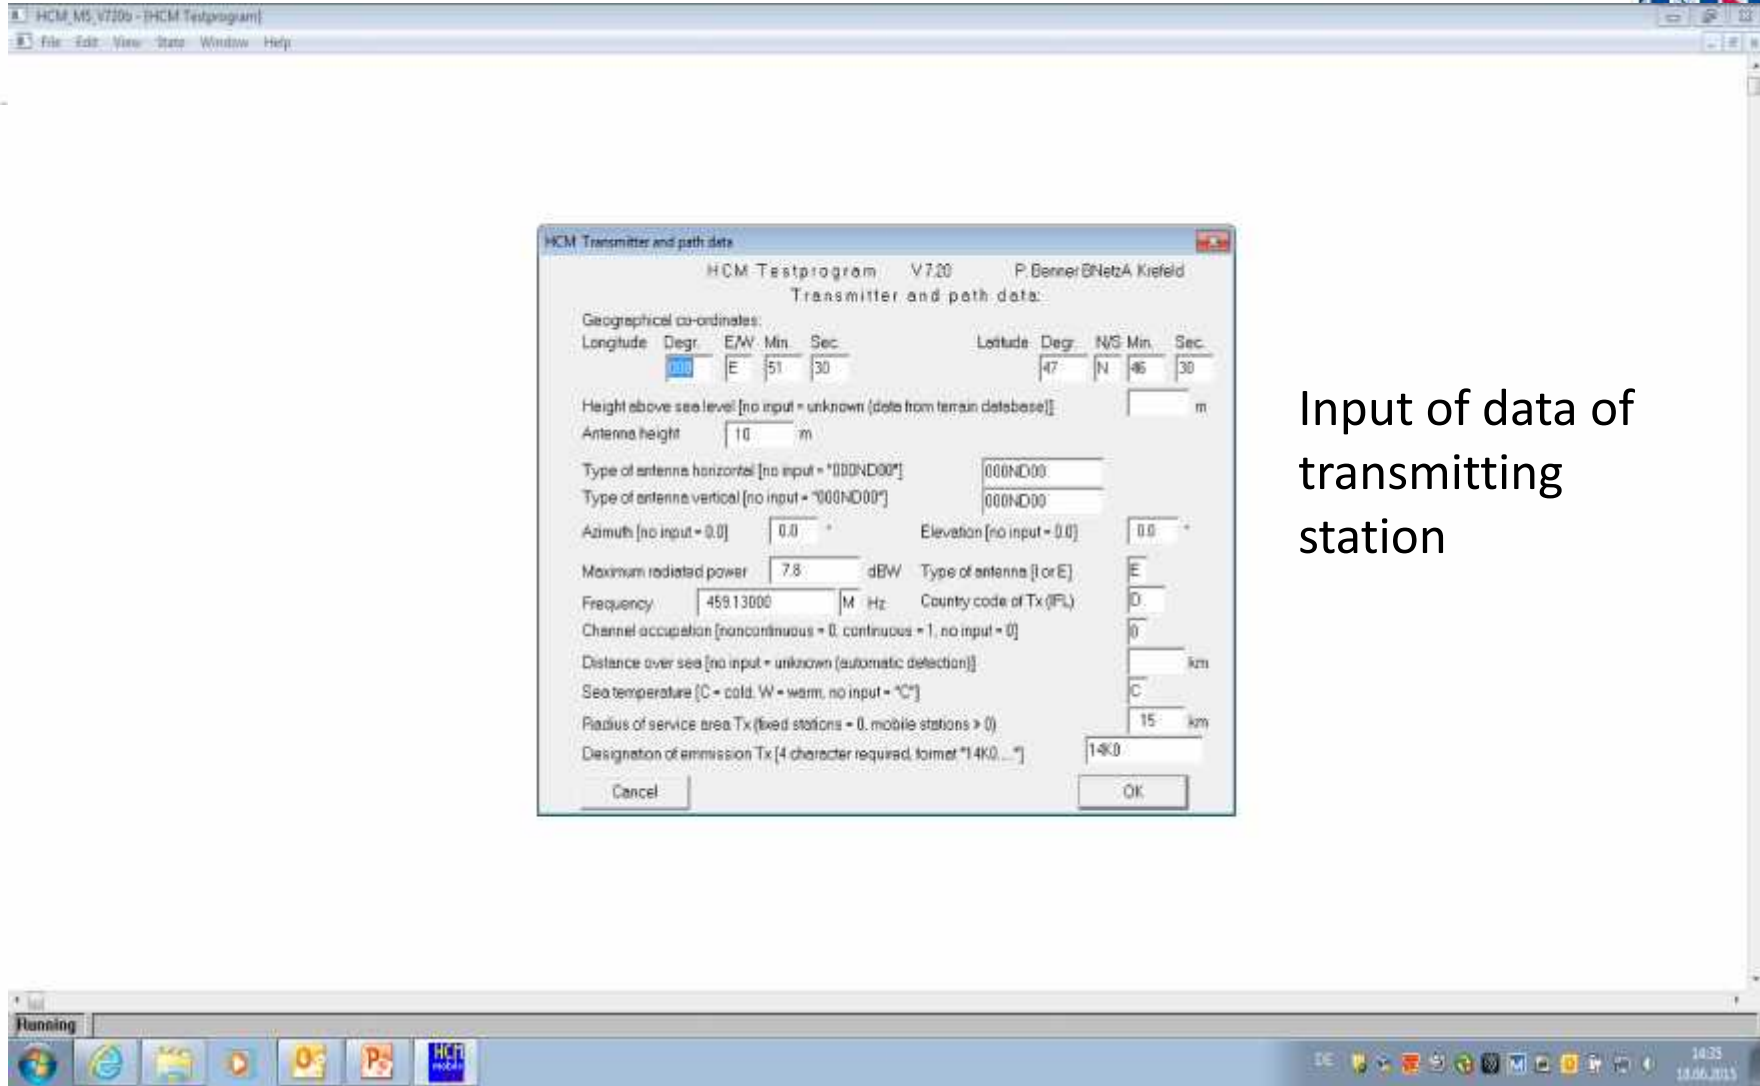 HCM_MS_V720b - [HCM Testprogram]
File Edit View State Window Help
HCM Transmitter and path data
HCM Testprogram V7.20 P. Benner BNetzA Krefeld
Transmitter and path data:
Geographical co-ordinates:
Longitude Degr. E/W Min. Sec. Latitude Degr. N/S Min. Sec.
E 51 30 47 N 46 30
Height above sea level [no input = unknown (data from terrain database)] m
Antenna height 10 m
Type of antenna horizontal [no input = "000ND00"] 000ND00
Type of antenna vertical [no input = "000ND00"] 000ND00
Azimuth [no input = 0.0] 0.0 ° Elevation [no input = 0.0] 0.0 °
Maximum radiated power 7.8 dBW Type of antenna [I or E] E
Frequency 459.13000 M Hz Country code of Tx (IFL) D
Channel occupation [noncontinuous = 0, continuous = 1, no input = 0] 0
Distance over sea [no input = unknown (automatic detection)] km
Sea temperature [C = cold, W = warm, no input = "C"] C
Radius of service area Tx (fixed stations = 0, mobile stations > 0) 15 km
Designation of emmission Tx [4 character required, format "14K0....."] 14K0
Cancel OK
Input of data of
transmitting
station
Running
HCM
mobile
DE
14:35
18.06.2015